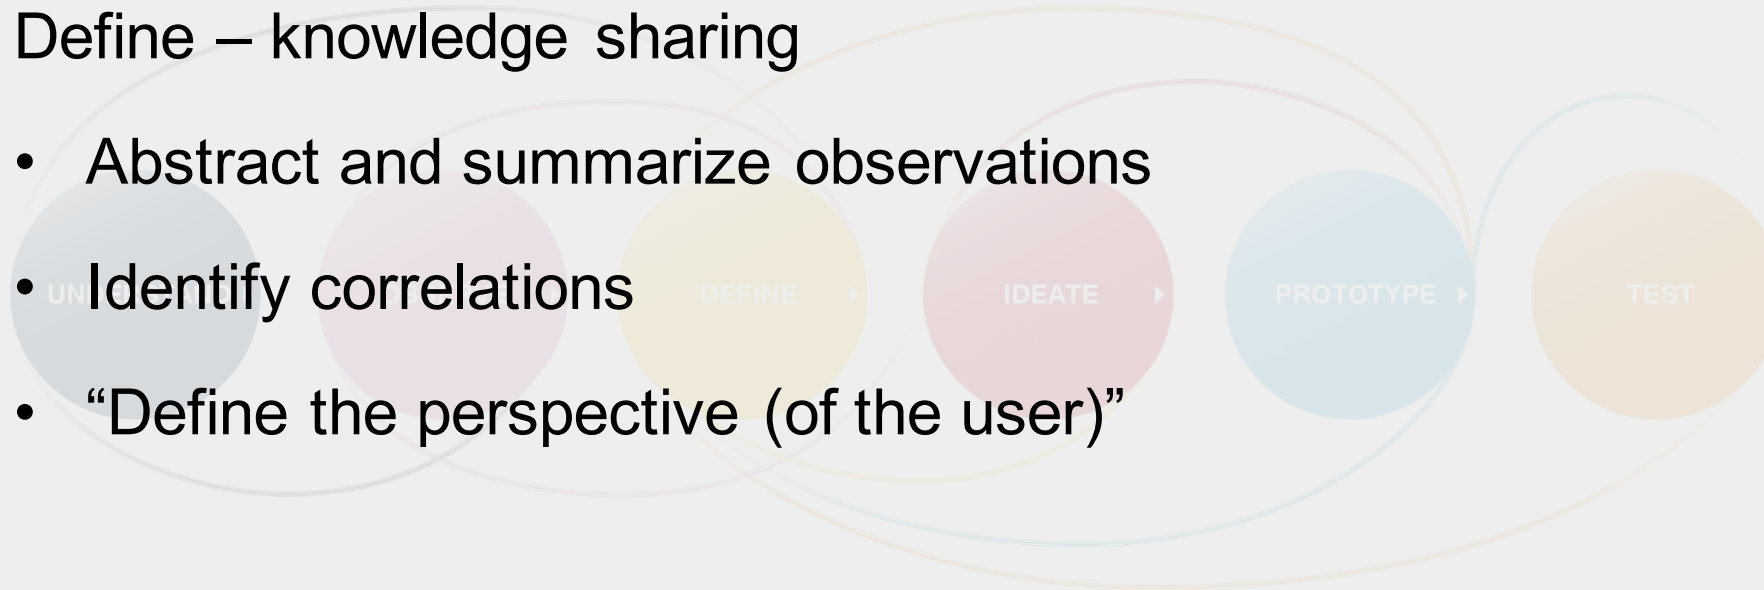 Define – knowledge sharing
• Abstract and summarize observations
• Identify correlations
• “Define the perspective (of the user)”
DEFINE
IDEATE
PROTOTYPE
TEST